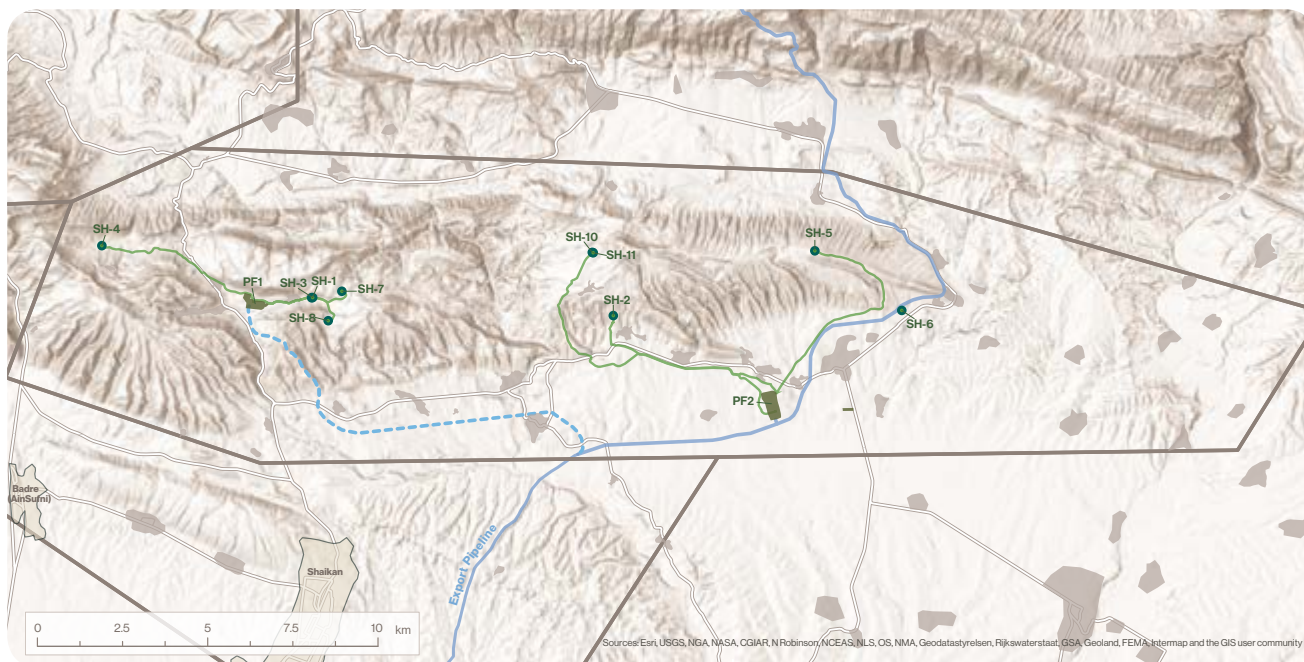 SH-4
SH-10
SH-11
SH-5
PF1
SH-3
SH-1
SH-7
SH-2
SH-8
SH-6
PF2
Badre
(AinSufni)
Export Pipeline
Shaikan
0 2.5 5 7.5 10 km
Sources: Esri, USGS, NGA, NASA, CGIAR, N Robinson, NCEAS, NLS, OS, NMA, Geodatastyrelsen, Rijkswaterstaat, GSA, Geoland, FEMA, Intermap and the GIS user community